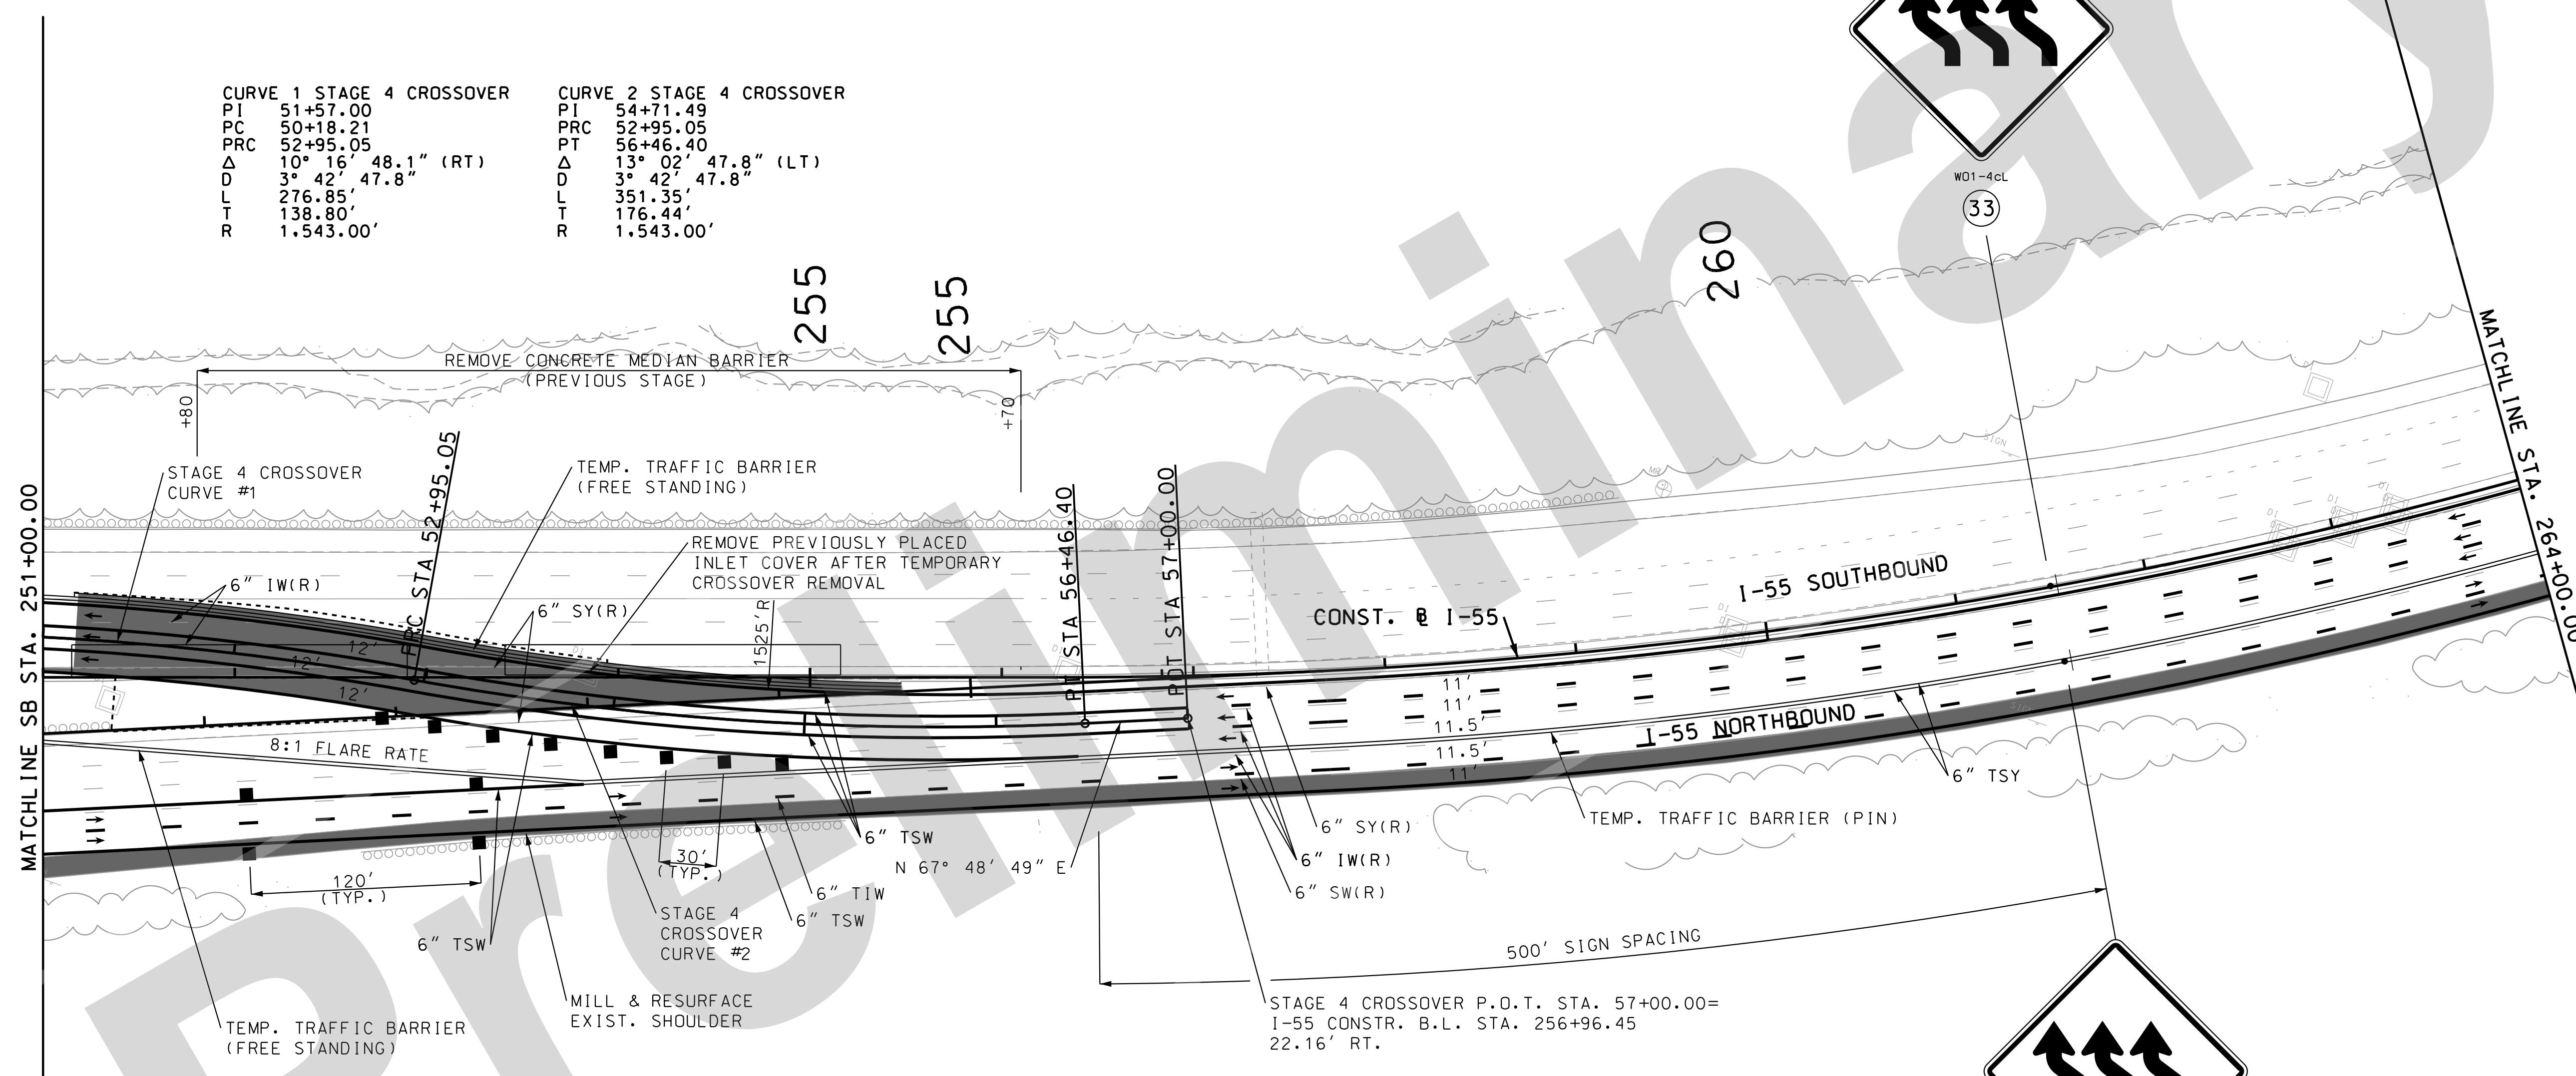 CURVE 1 STAGE 4 CROSSOVER
PI 51+57.00
PC 50+18.21
PRC 52+95.05
Δ 10° 16′ 48.1″ (RT)
D 3° 42′ 47.8″
L 276.85′
T 138.80′
R 1,543.00′
CURVE 2 STAGE 4 CROSSOVER
PI 54+71.49
PRC 52+95.05
PT 56+46.40
Δ 13° 02′ 47.8″ (LT)
D 3° 42′ 47.8″
L 351.35′
T 176.44′
R 1,543.00′
W01-4cL
33
255
255
260
REMOVE CONCRETE MEDIAN BARRIER
(PREVIOUS STAGE)
+80
+70
STAGE 4 CROSSOVER
CURVE #1
PRC STA 52+95.05
TEMP. TRAFFIC BARRIER
(FREE STANDING)
REMOVE PREVIOUSLY PLACED
INLET COVER AFTER TEMPORARY
CROSSOVER REMOVAL
6″ IW(R)
6″ SY(R)
1525′R
PT STA 56+46.40
POT STA 57+00.00
CONST. BL I-55
I-55 SOUTHBOUND
I-55 NORTHBOUND
SIGN
MB
DI
DI
DI
DI
DI
DI
DI
SIGN
MATCHLINE SB STA. 251+00.00
MATCHLINE STA. 264+00.00
12′
12′
12′
8:1 FLARE RATE
11′
11′
11.5′
11.5′
11′
6″ TSY
TEMP. TRAFFIC BARRIER (PIN)
6″ SY(R)
6″ IW(R)
6″ SW(R)
6″ TSW
N 67° 48′ 49″ E
30′
(TYP.)
120′
(TYP.)
6″ TIW
6″ TSW
6″ TSW
STAGE 4
CROSSOVER
CURVE #2
500′ SIGN SPACING
MILL & RESURFACE
EXIST. SHOULDER
TEMP. TRAFFIC BARRIER
(FREE STANDING)
STAGE 4 CROSSOVER P.O.T. STA. 57+00.00=
I-55 CONSTR. B.L. STA. 256+96.45
22.16′ RT.
Preliminary